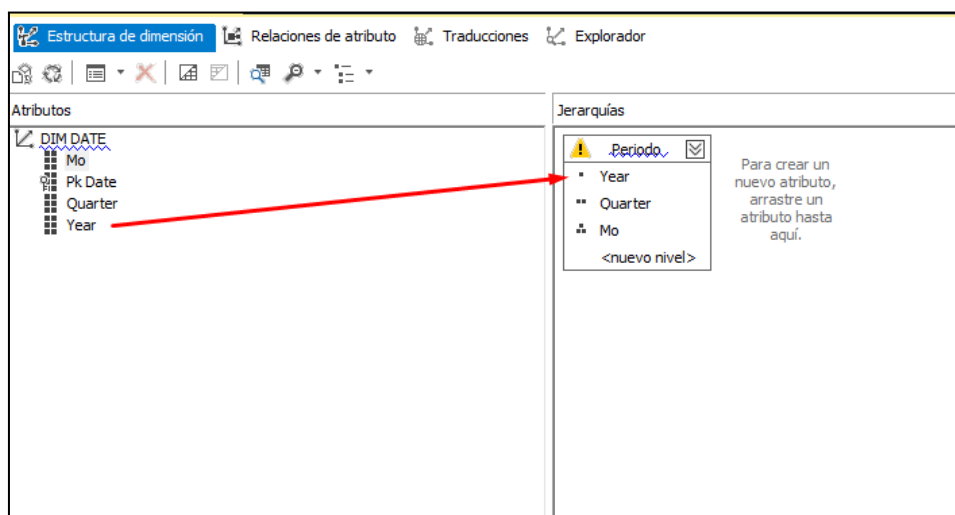 Estructura de dimensión Relaciones de atributo Traducciones Explorador
Atributos
DIM DATE
Mo
Pk Date
Quarter
Year
Jerarquías
Periodo
Year
Quarter
Mo
<nuevo nivel>
Para crear un
nuevo atributo,
arrastre un
atributo hasta
aquí.